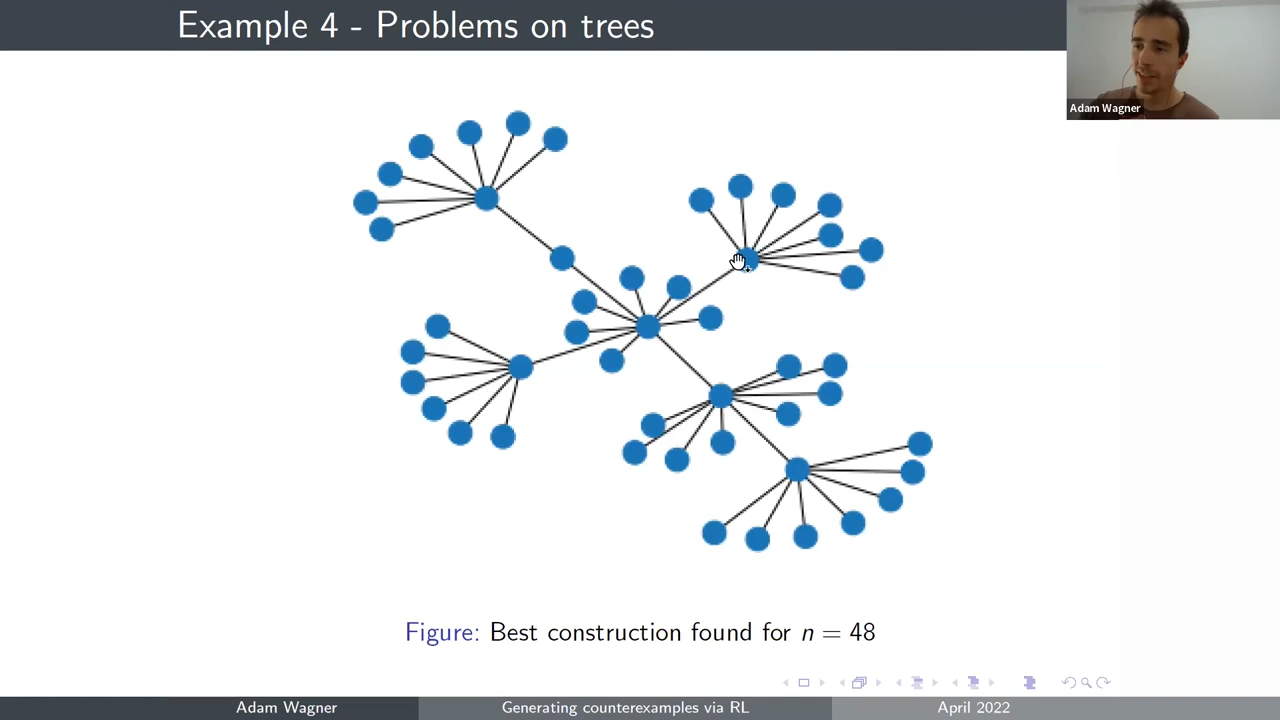 Example 4 - Problems on trees
Adam Wagner
Figure: Best construction found for n = 48
Adam Wagner
Generating counterexamples via RL
April 2022